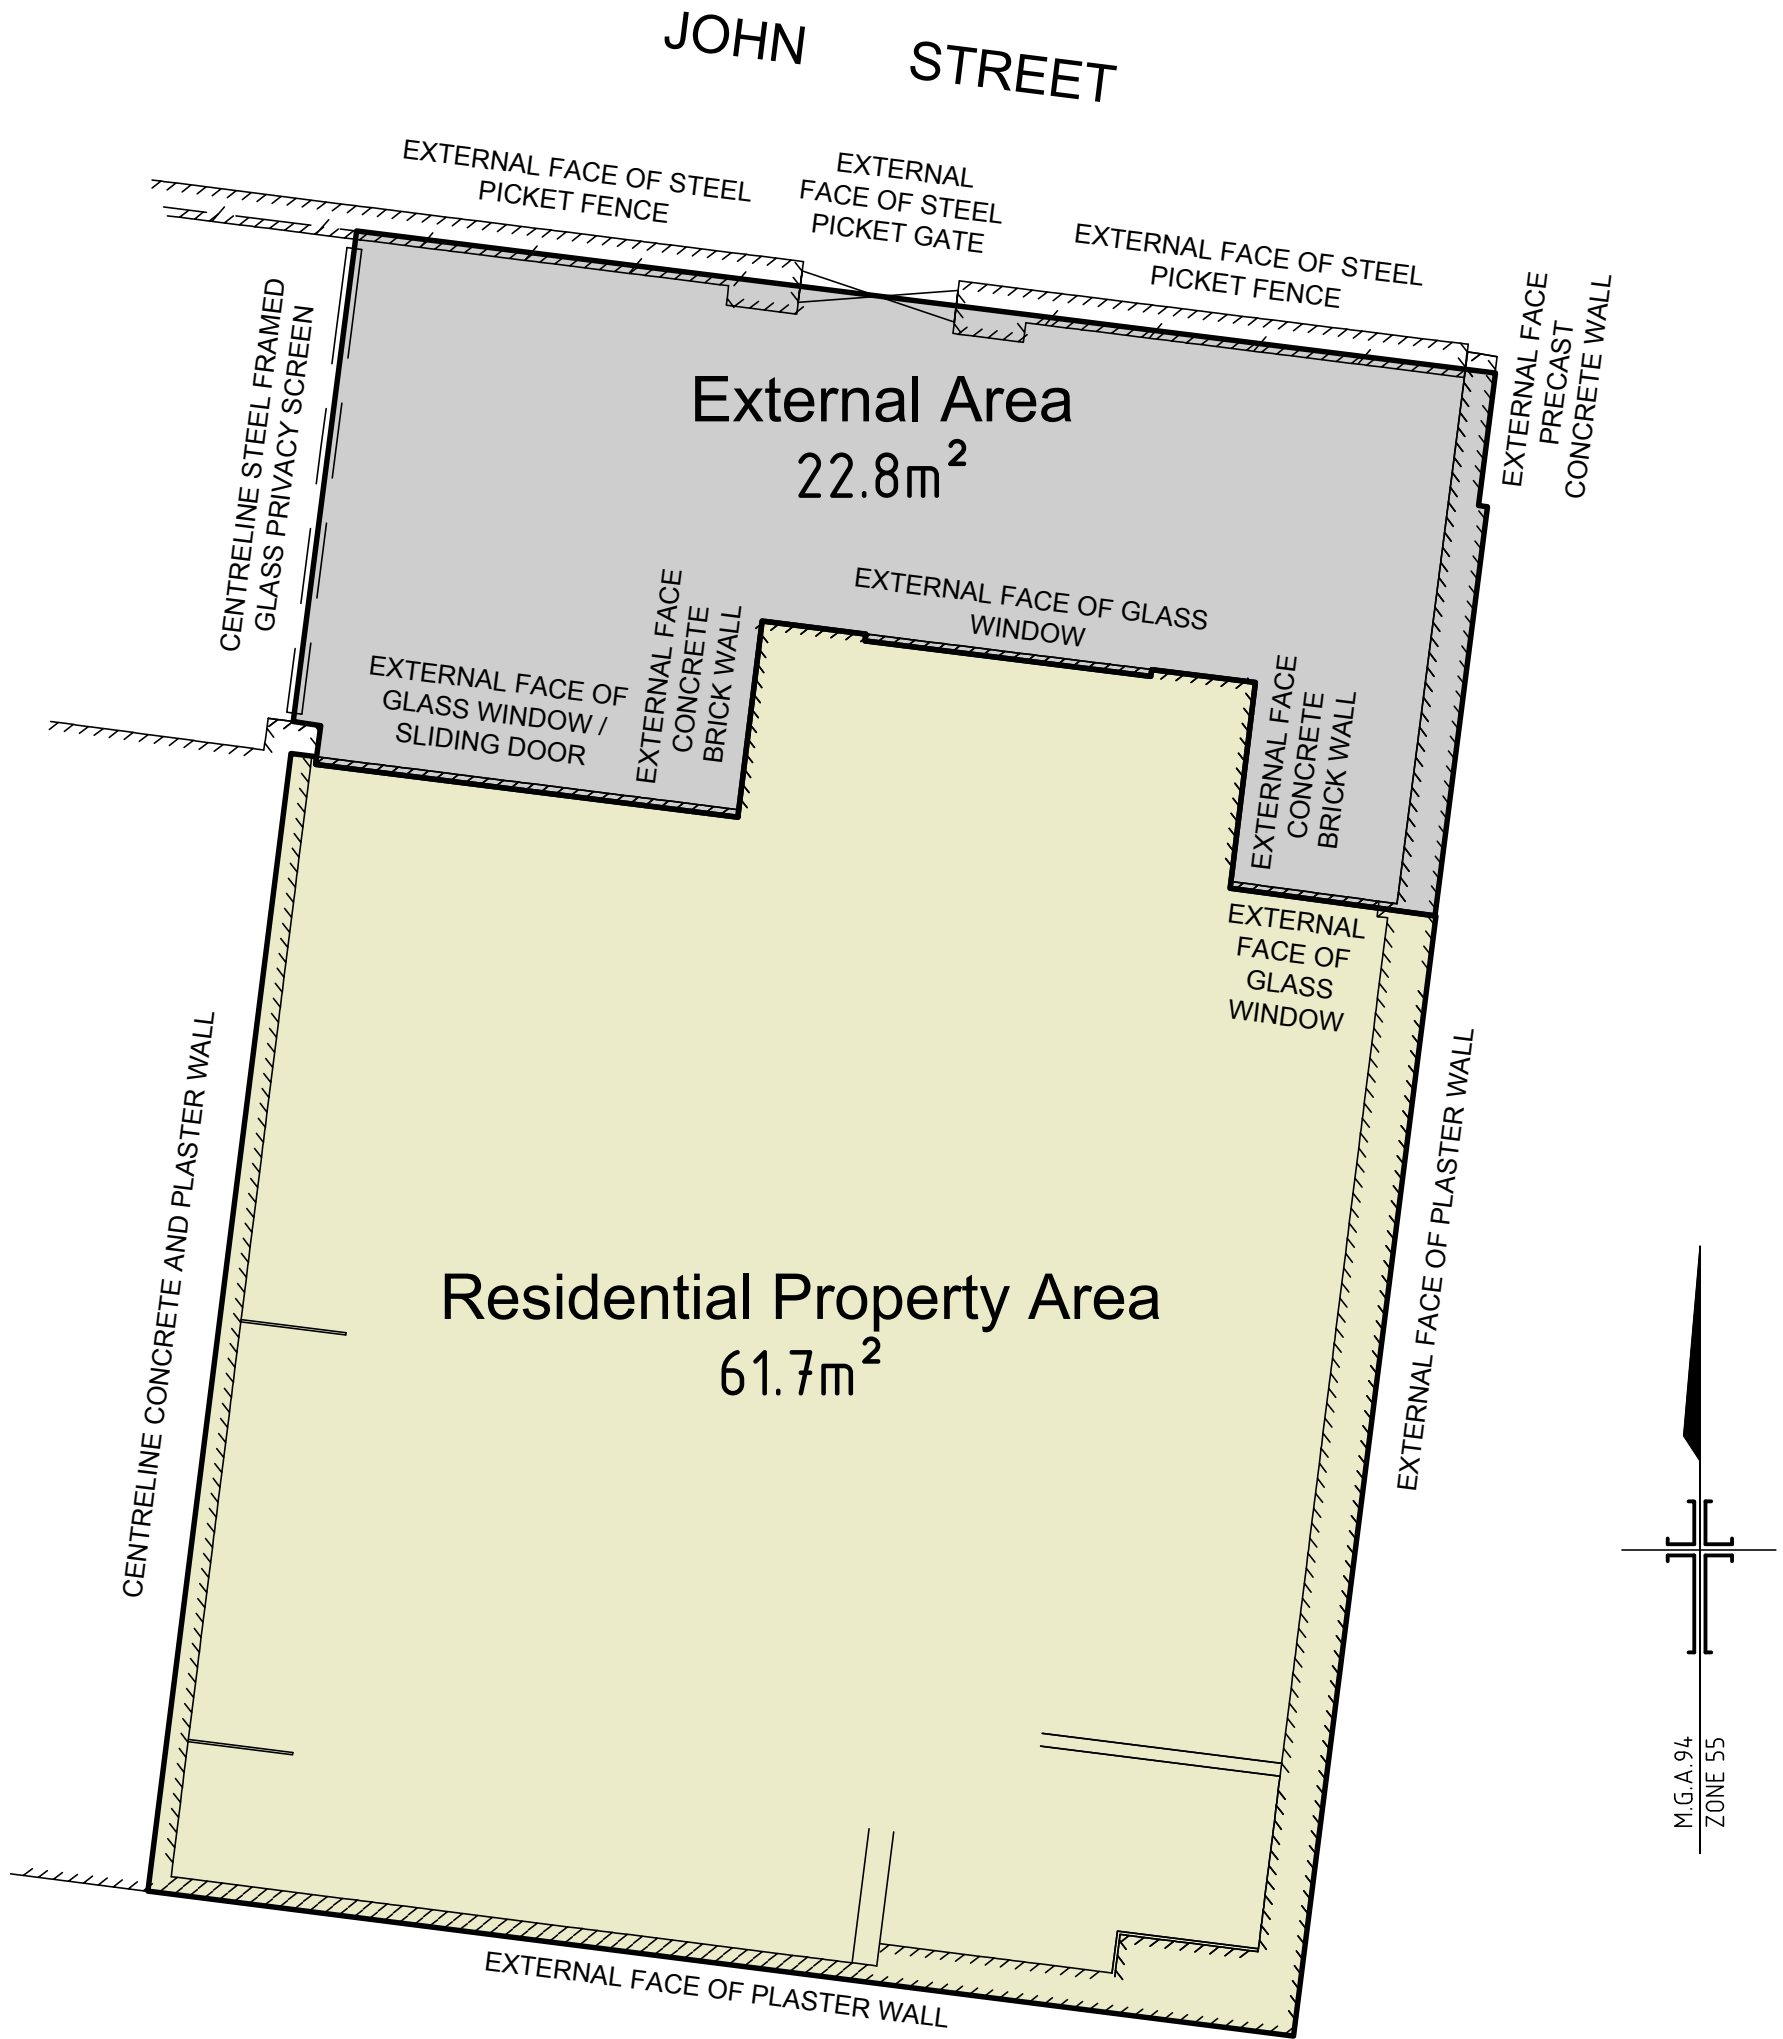 JOHN STREET
EXTERNAL FACE OF STEEL
PICKET FENCE
EXTERNAL
FACE OF STEEL
PICKET GATE
EXTERNAL FACE OF STEEL
PICKET FENCE
EXTERNAL FACE
PRECAST
CONCRETE WALL
CENTRELINE STEEL FRAMED
GLASS PRIVACY SCREEN
External Area
22.8m²
EXTERNAL FACE OF GLASS
WINDOW
EXTERNAL FACE
CONCRETE
BRICK WALL
EXTERNAL FACE OF
GLASS WINDOW /
SLIDING DOOR
EXTERNAL FACE
CONCRETE
BRICK WALL
EXTERNAL
FACE OF
GLASS
WINDOW
CENTRELINE CONCRETE AND PLASTER WALL
EXTERNAL FACE OF PLASTER WALL
Residential Property Area
61.7m²
M.G.A.94
ZONE 55
EXTERNAL FACE OF PLASTER WALL